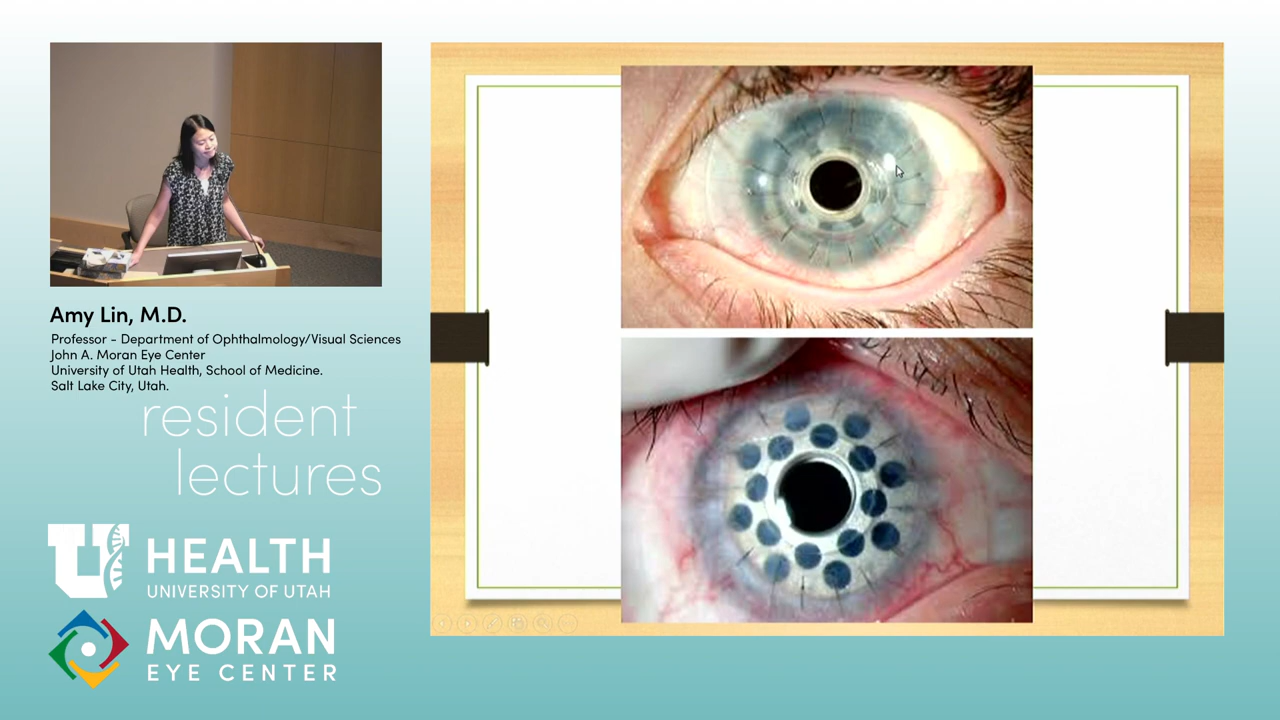 Amy Lin, M.D.
Professor - Department of Ophthalmology/Visual Sciences
John A. Moran Eye Center
University of Utah Health, School of Medicine.
Salt Lake City, Utah.
resident
lectures
U HEALTH
UNIVERSITY OF UTAH
MORAN
EYE CENTER